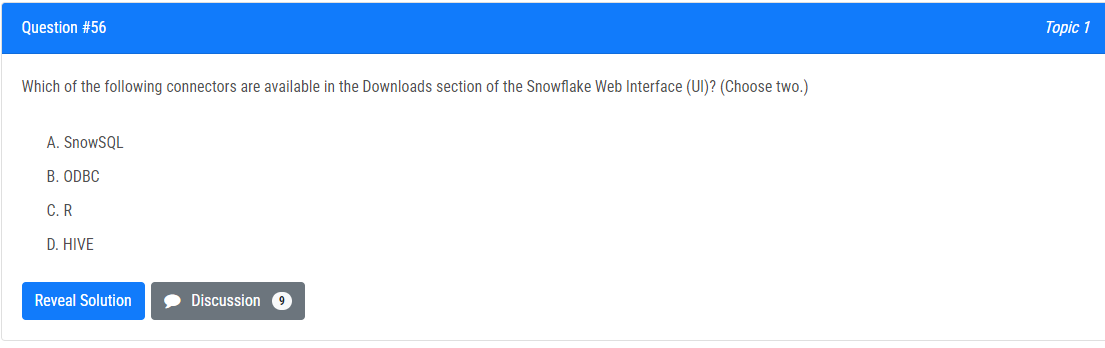 Question #56
Topic 1
Which of the following connectors are available in the Downloads section of the Snowflake Web Interface (UI)? (Choose two.)
A. SnowSQL
B. ODBC
C. R
D. HIVE
Reveal Solution
Discussion 9